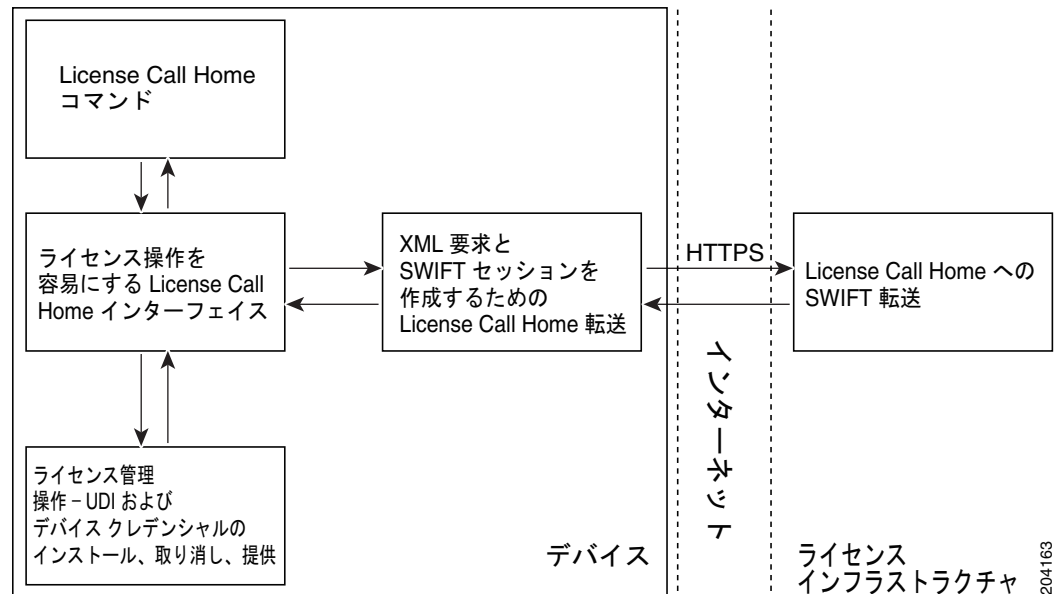 License Call Home
コマンド
ライセンス操作を
容易にする License Call
Home インターフェイス
XML 要求と
SWIFT セッションを
作成するための
License Call Home 転送
HTTPS
License Call Home への
SWIFT 転送
インターネット
ライセンス管理
操作 – UDI および
デバイス クレデンシャルの
インストール、取り消し、提供
デバイス
ライセンス
インフラストラクチャ
204163